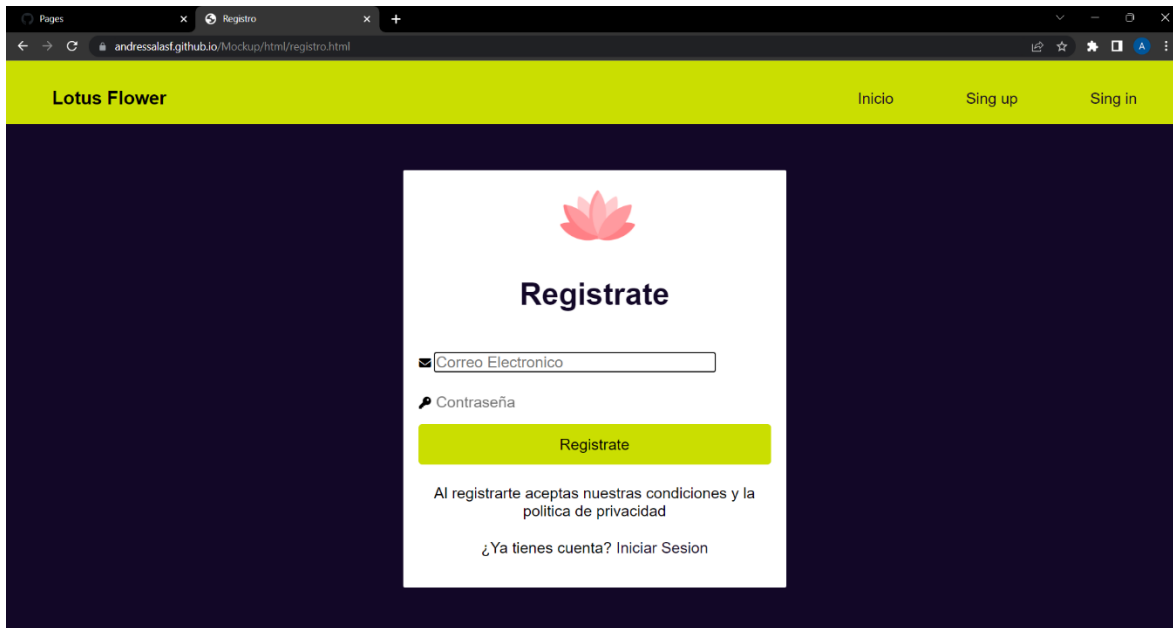 Pages
Registro
andressalasf.github.io/Mockup/html/registro.html
A
Lotus Flower
Inicio
Sing up
Sing in
Registrate
Correo Electronico
Contraseña
Registrate
Al registrarte aceptas nuestras condiciones y la
politica de privacidad
¿Ya tienes cuenta? Iniciar Sesion